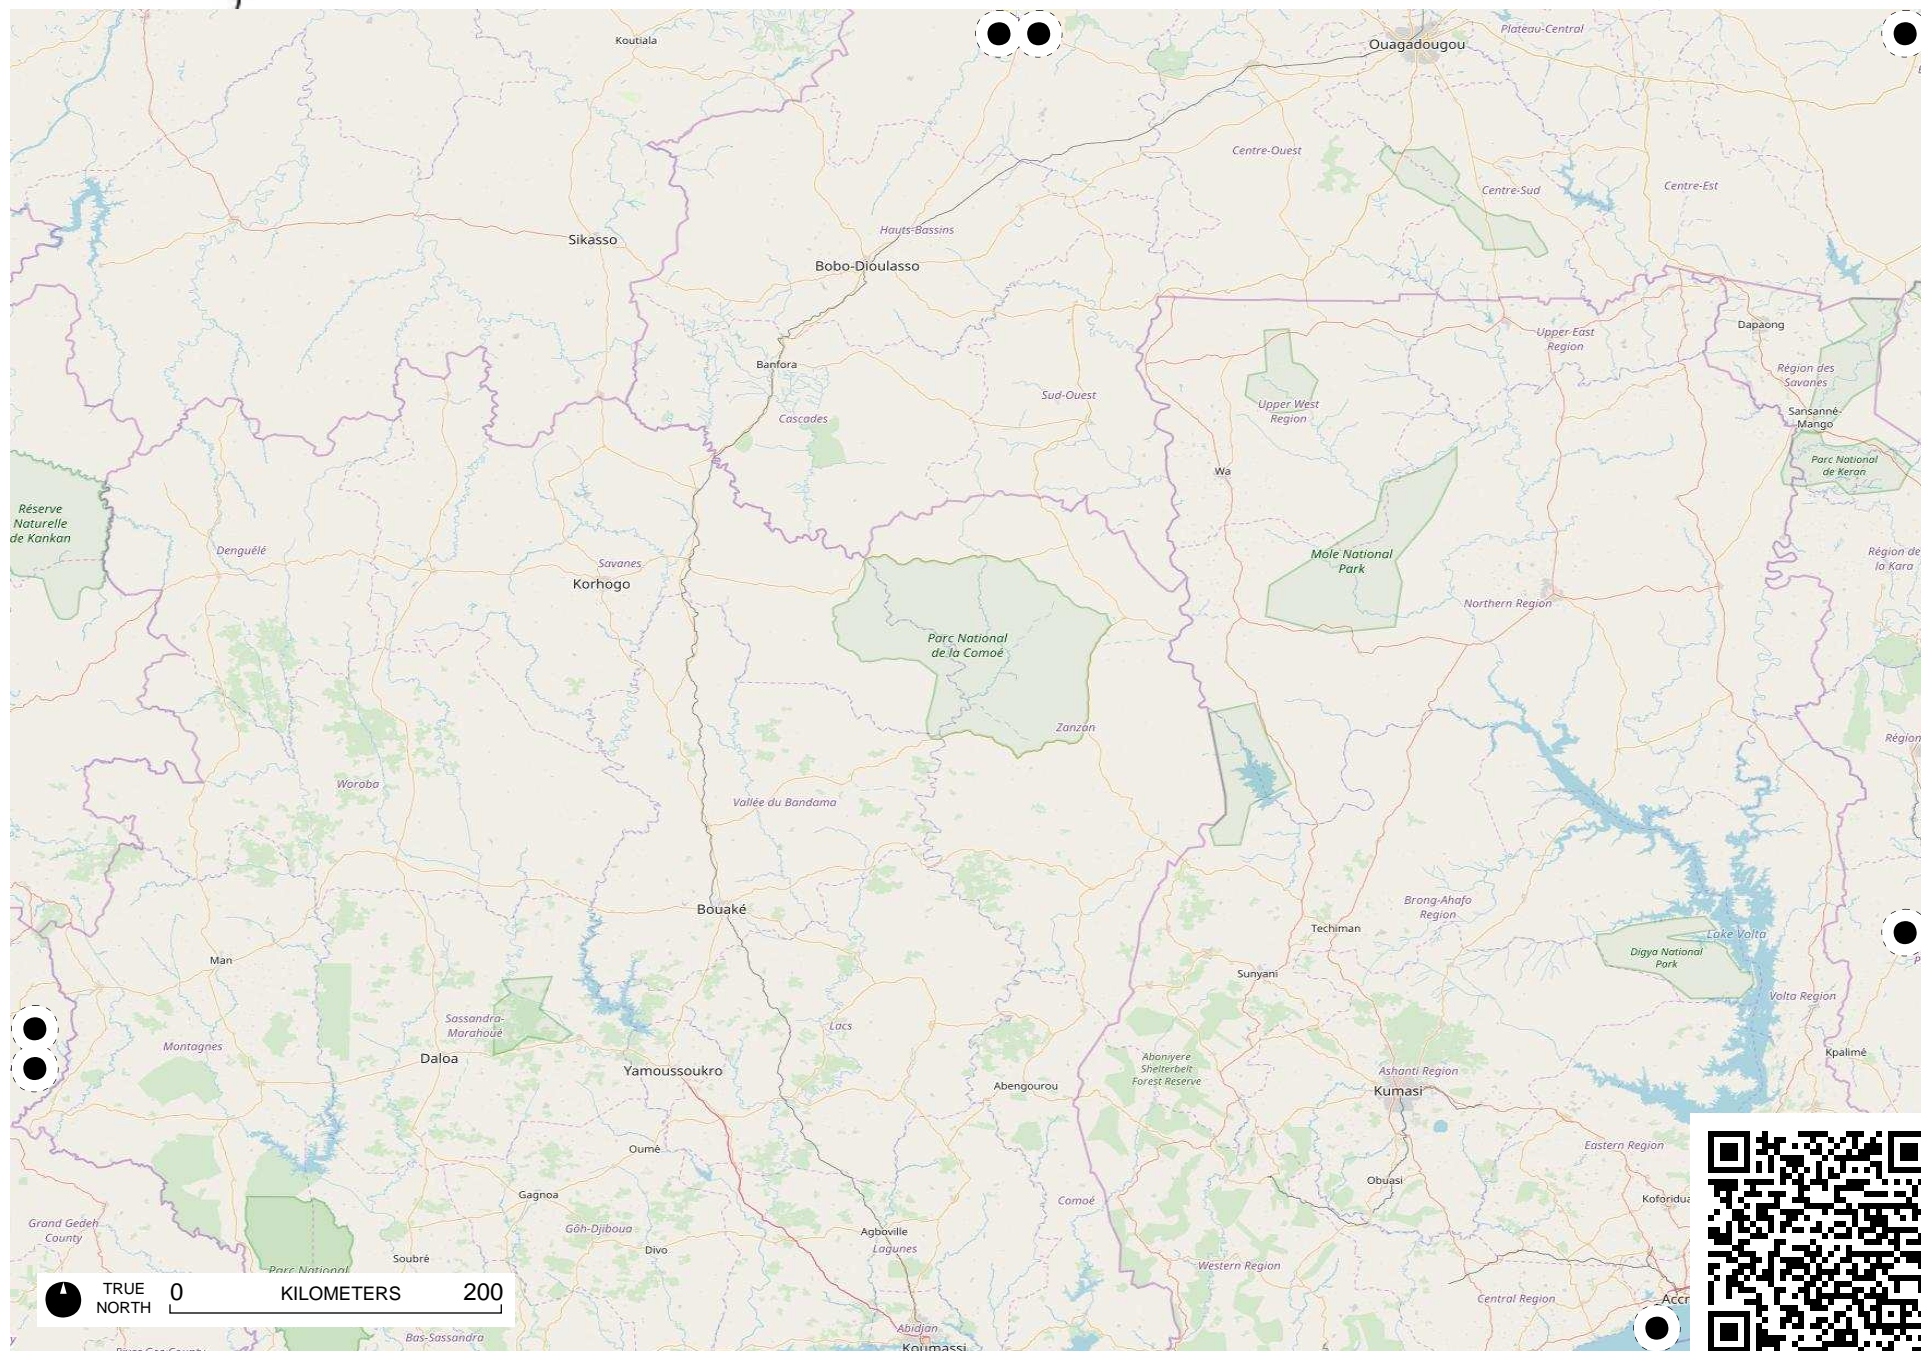 Koutiala
Ouagadougou
Plateau-Central
Centre-Ouest
Centre-Sud
Centre-Est
Sikasso
Hauts-Bassins
Bobo-Dioulasso
Dapaong
Upper East
Region
Banfora
Région des
Savanes
Sud-Ouest
Upper West
Region
Cascades
Sansanné-
Mango
Wa
Parc National
de Keran
Réserve
Naturelle
de Kankan
Denguélé
Savanes
Korhogo
Mole National
Park
Région de
la Kara
Northern Region
Parc National
de la Comoé
Zanzan
Région
Woroba
Vallée du Bandama
Bouaké
Brong-Ahafo
Region
Techiman
Lake Volta
Man
Digya National
Park
Sunyani
Volta Region
Sassandra-
Marahoué
Lacs
Montagnes
Daloa
Yamoussoukro
Abengourou
Aboniyere
Shelterbelt
Forest Reserve
Ashanti Region
Kumasi
Kpalimé
Oumé
Eastern Region
Obuasi
Gagnoa
Comoé
Koforidua
Grand Gedeh
County
Gôh-Djiboua
Agboville
Lagunes
Divo
Soubré
Western Region
Parc National
TRUE
NORTH
0 KILOMETERS 200
Central Region
Accr
Bas-Sassandra
Abidjan
Koumassi